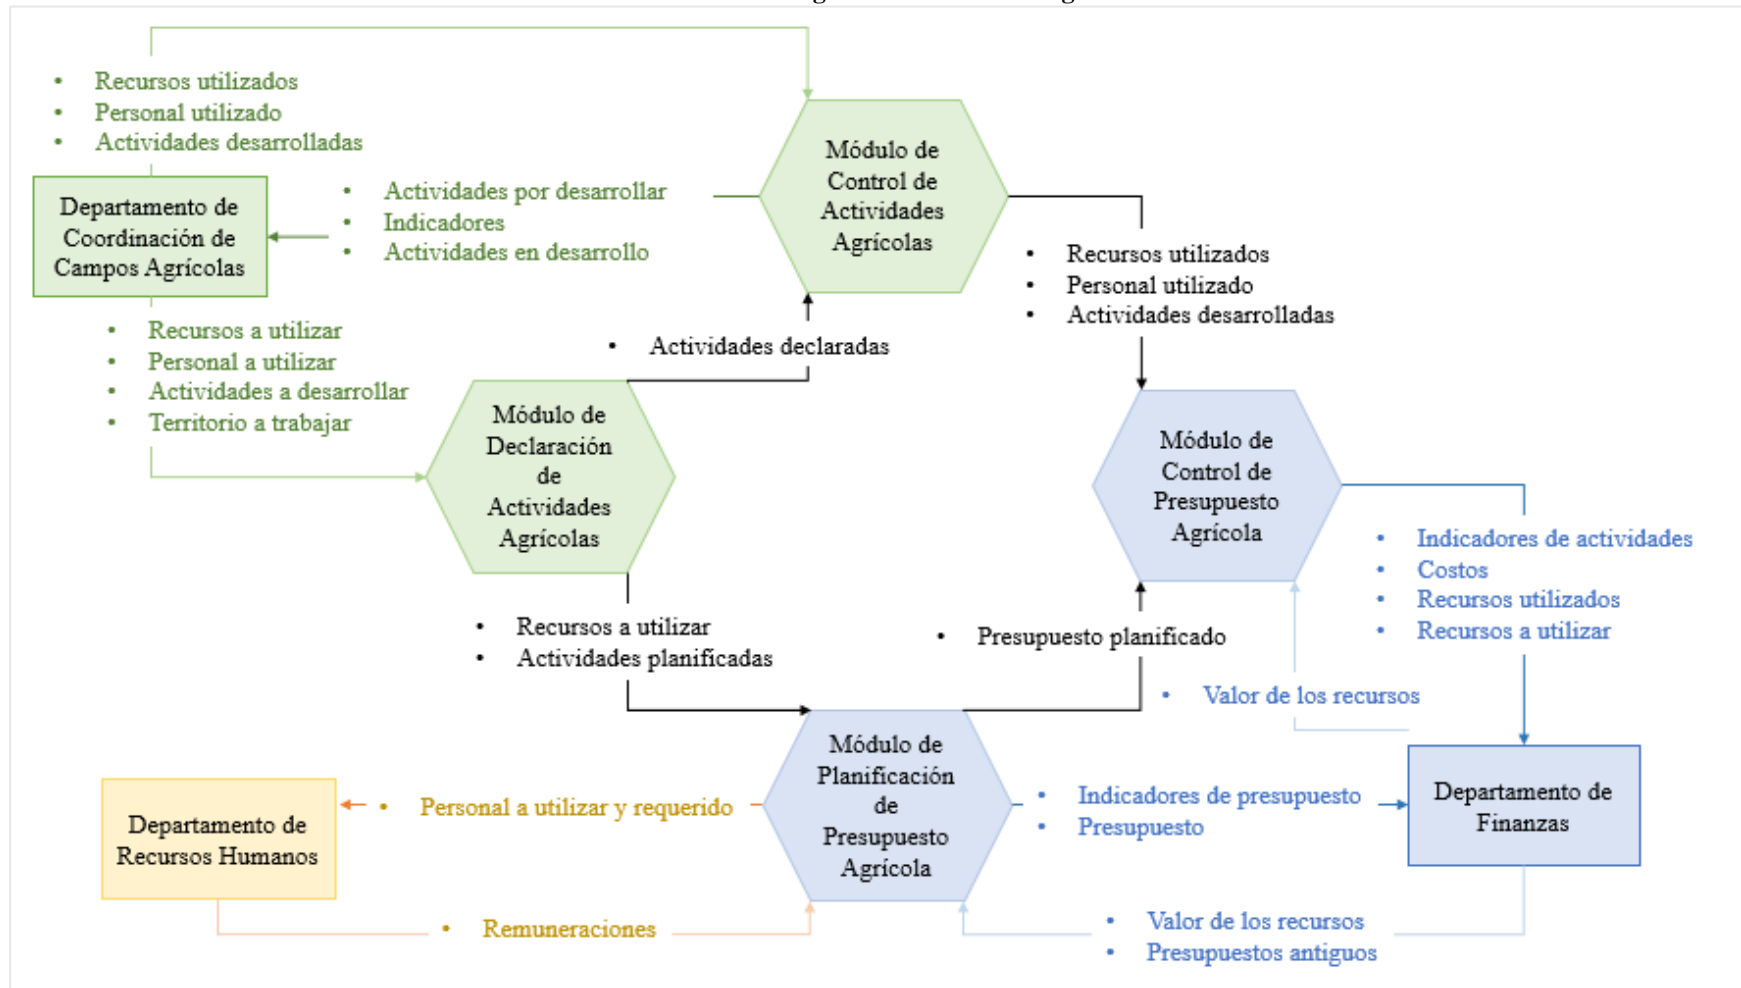 • Recursos utilizados
• Personal utilizado
• Actividades desarrolladas
Módulo de
Control de
Actividades
Agrícolas
Departamento de
Coordinación de
Campos Agrícolas
• Actividades por desarrollar
• Indicadores
• Actividades en desarrollo
• Recursos utilizados
• Personal utilizado
• Actividades desarrolladas
• Recursos a utilizar
• Personal a utilizar
• Actividades a desarrollar
• Territorio a trabajar
• Actividades declaradas
Módulo de
Declaración
de
Actividades
Agrícolas
Módulo de
Control de
Presupuesto
Agrícola
• Indicadores de actividades
• Costos
• Recursos utilizados
• Recursos a utilizar
• Recursos a utilizar
• Actividades planificadas
• Presupuesto planificado
• Valor de los recursos
Módulo de
Planificación
de
Presupuesto
Agrícola
Departamento de
Recursos Humanos
• Personal a utilizar y requerido
• Indicadores de presupuesto
• Presupuesto
Departamento de
Finanzas
• Remuneraciones
• Valor de los recursos
• Presupuestos antiguos